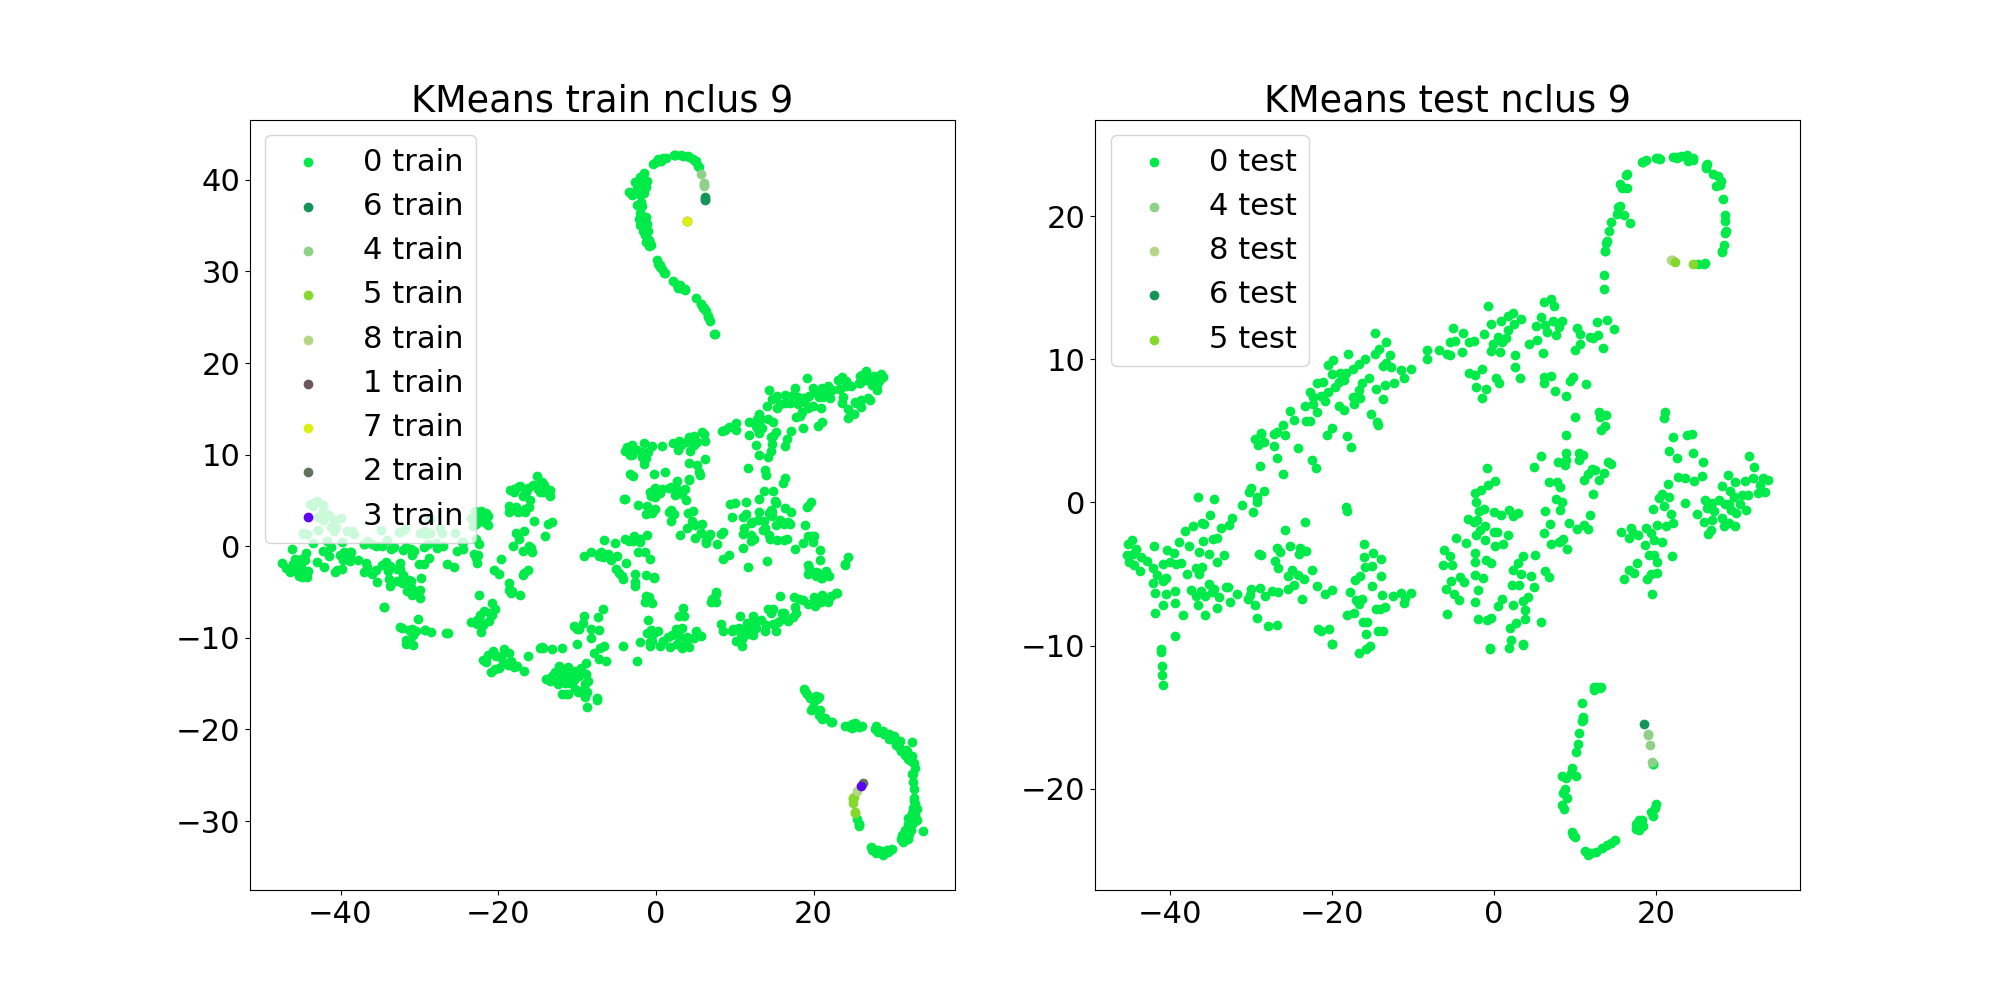 KMeans train nclus 9
0 train
6 train
4 train
5 train
8 train
1 train
7 train
2 train
3 train
40
30
20
10
0
−10
−20
−30
−40
−20
0
20
KMeans test nclus 9
0 test
4 test
8 test
6 test
5 test
20
10
0
−10
−20
−40
−20
0
20